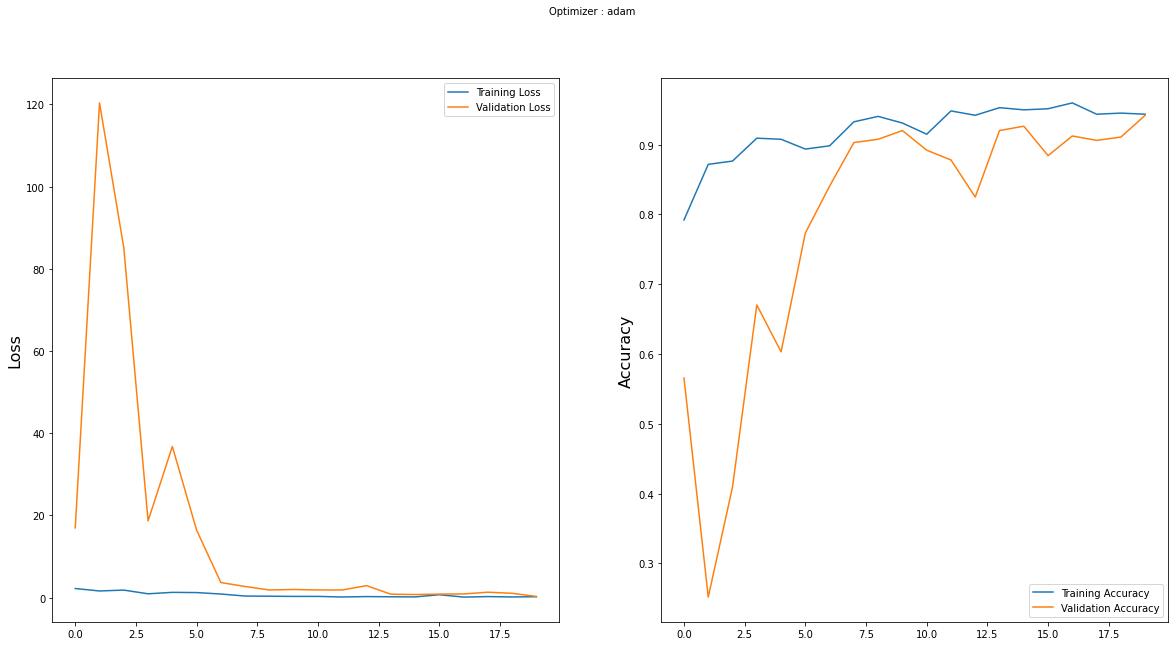 Optimizer : adam
Training Loss
Validation Loss
120
100
80
60
40
20
0
Loss
0.0 2.5 5.0 7.5 10.0 12.5 15.0 17.5
0.9
0.8
0.7
0.6
0.5
0.4
0.3
Accuracy
Training Accuracy
Validation Accuracy
0.0 2.5 5.0 7.5 10.0 12.5 15.0 17.5